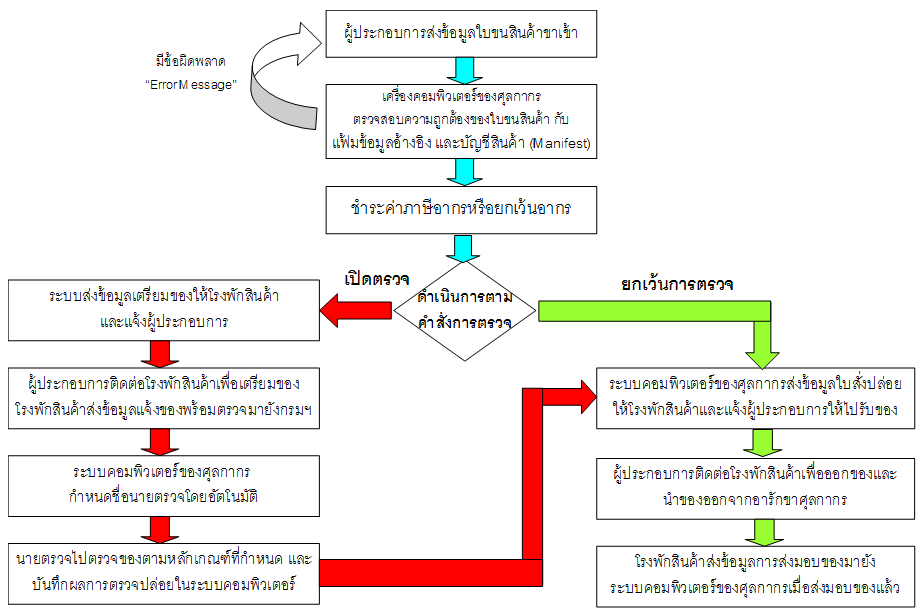 ผู้ประกอบการส่งข้อมูลใบขนสินค้าขาเข้า
มีข้อผิดพลาด
“ErrorMessage”
เครื่องคอมพิวเตอร์ของศุลกากร
ตรวจสอบความถูกต้องของใบขนสินค้า กับ
แฟ้มข้อมูลอ้างอิง และบัญชีสินค้า (Manifest)
ชำระค่าภาษีอากรหรือยกเว้นอากร
ดำเนินการตาม
คำสั่งการตรวจ
เปิดตรวจ
ระบบส่งข้อมูลเตรียมของให้โรงพักสินค้า
และแจ้งผู้ประกอบการ
ผู้ประกอบการติดต่อโรงพักสินค้าเพื่อเตรียมของ
โรงพักสินค้าส่งข้อมูลแจ้งของพร้อมตรวจมายังกรมฯ
ระบบคอมพิวเตอร์ของศุลกากร
กำหนดชื่อนายตรวจโดยอัตโนมัติ
นายตรวจไปตรวจของตามหลักเกณฑ์ที่กำหนด และ
บันทึกผลการตรวจปล่อยในระบบคอมพิวเตอร์
ยกเว้นการตรวจ
ระบบคอมพิวเตอร์ของศุลกากรส่งข้อมูลใบสั่งปล่อย
ให้โรงพักสินค้าและแจ้งผู้ประกอบการให้ไปรับของ
ผู้ประกอบการติดต่อโรงพักสินค้าเพื่อออกของและ
นำของออกจากอารักขาศุลกากร
โรงพักสินค้าส่งข้อมูลการส่งมอบของมายัง
ระบบคอมพิวเตอร์ของศุลกากรเมื่อส่งมอบของแล้ว